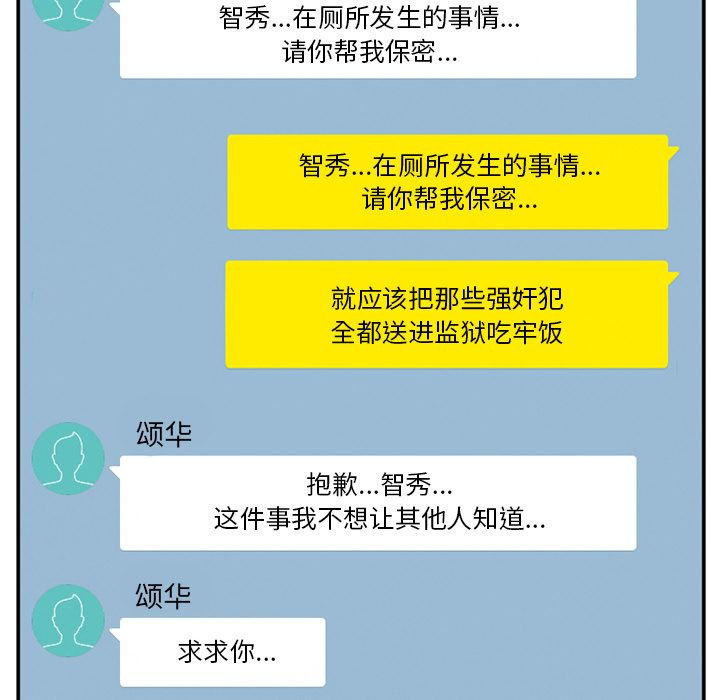 智秀...在厕所发生的事情...
请你帮我保密...
智秀...在厕所发生的事情...
请你帮我保密...
就应该把那些强奸犯
全都送进监狱吃牢饭
颂华
抱歉...智秀...
这件事我不想让其他人知道...
颂华
求求你...